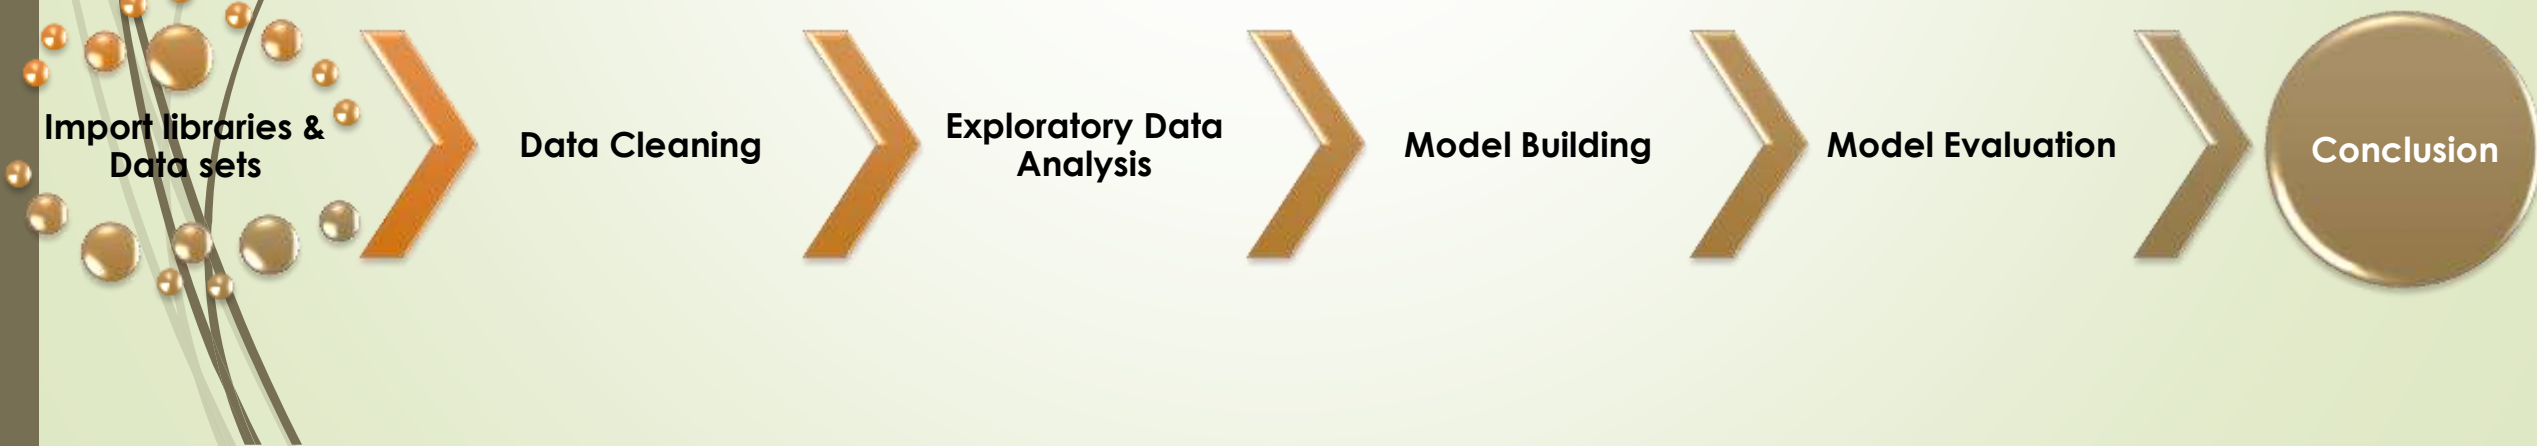 Import libraries &
Data sets
Data Cleaning
Exploratory Data
Analysis
Model Building
Model Evaluation
Conclusion